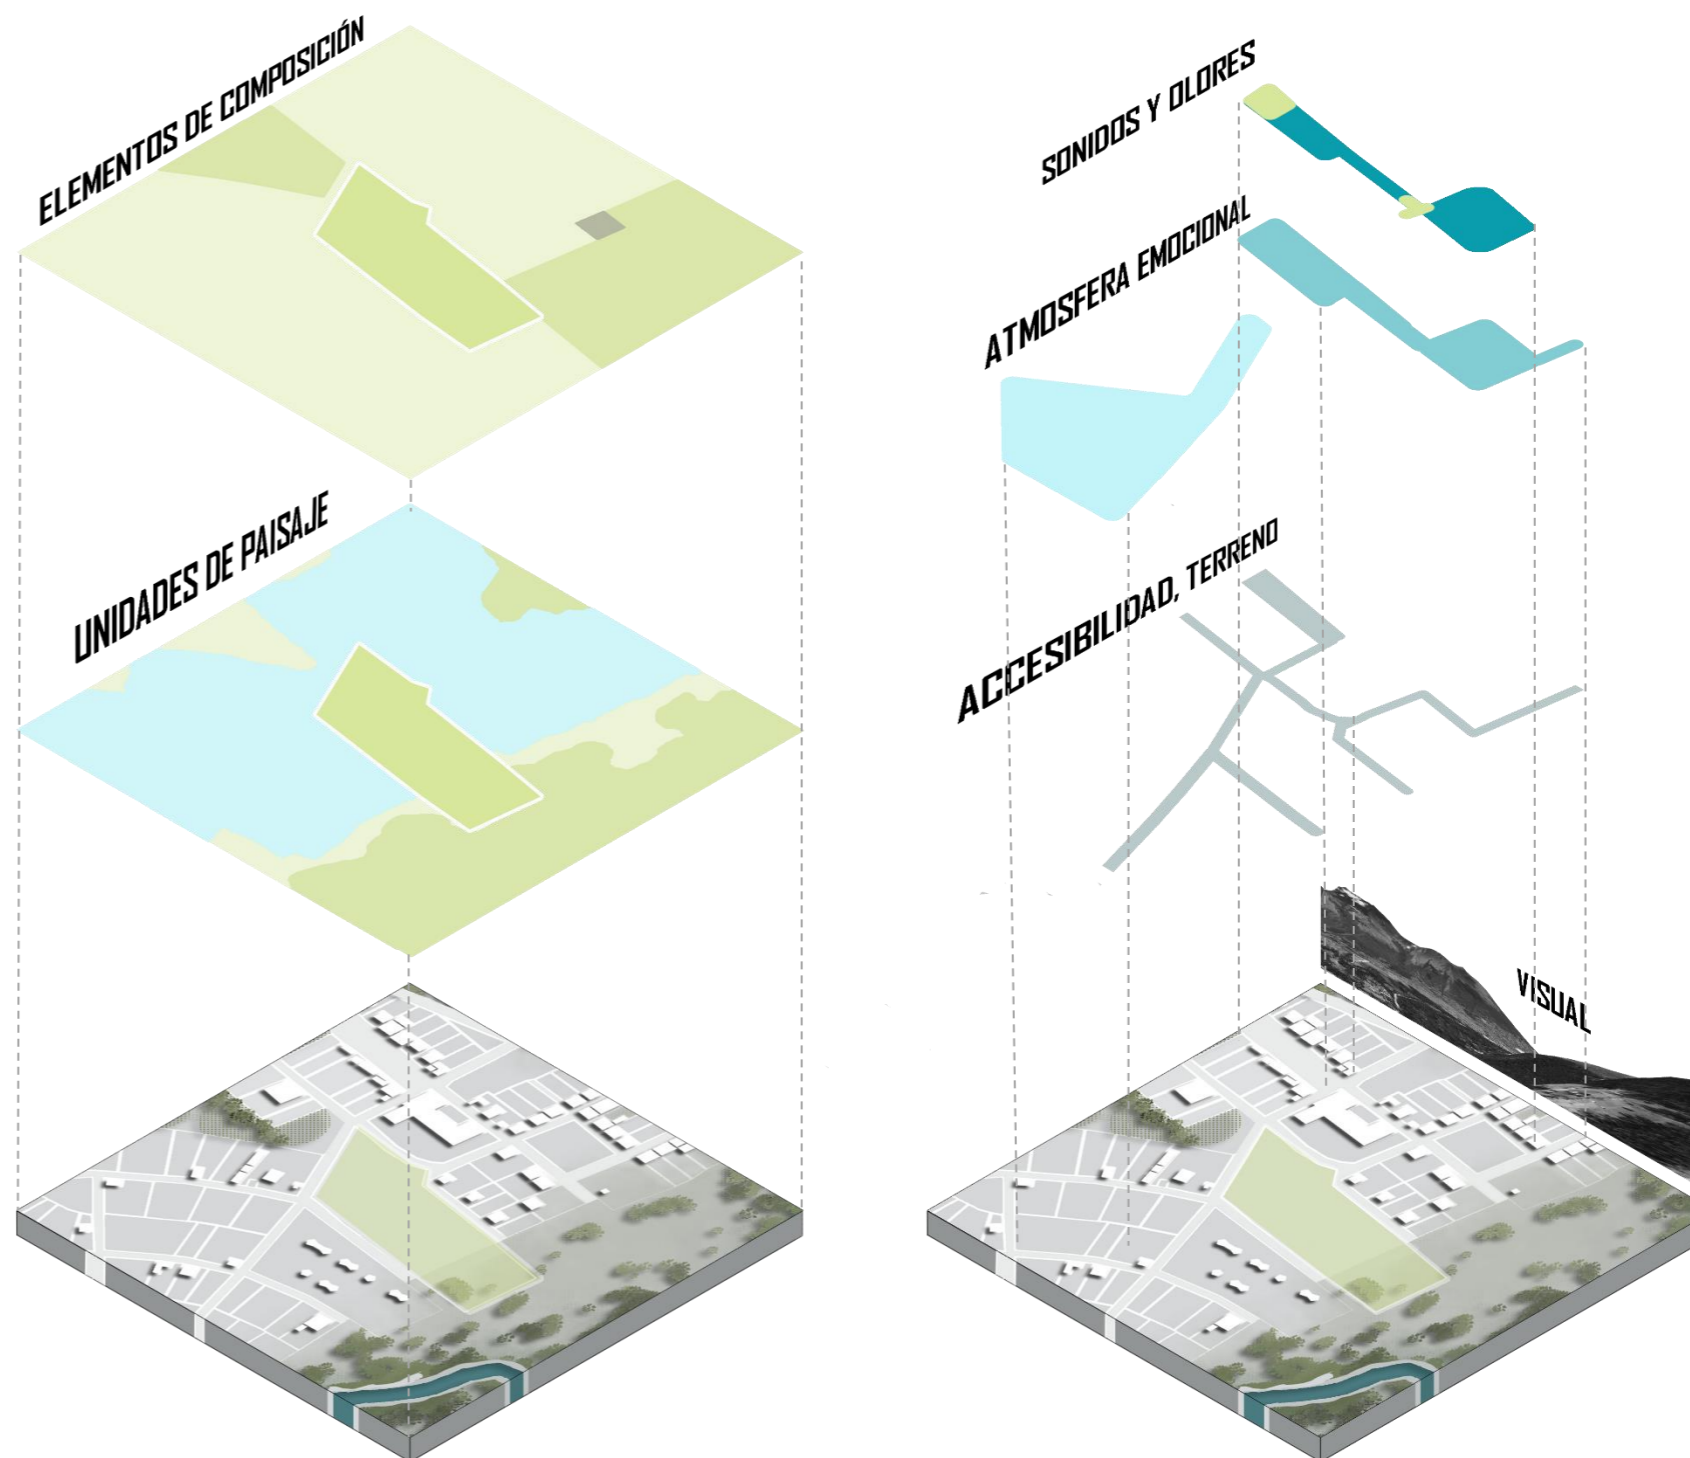 ELEMENTOS DE COMPOSICIÓN
UNIDADES DE PAISAJE
SONIDOS Y OLORES
ATMOSFERA EMOCIONAL
ACCESIBILIDAD, TERRENO
VISUAL